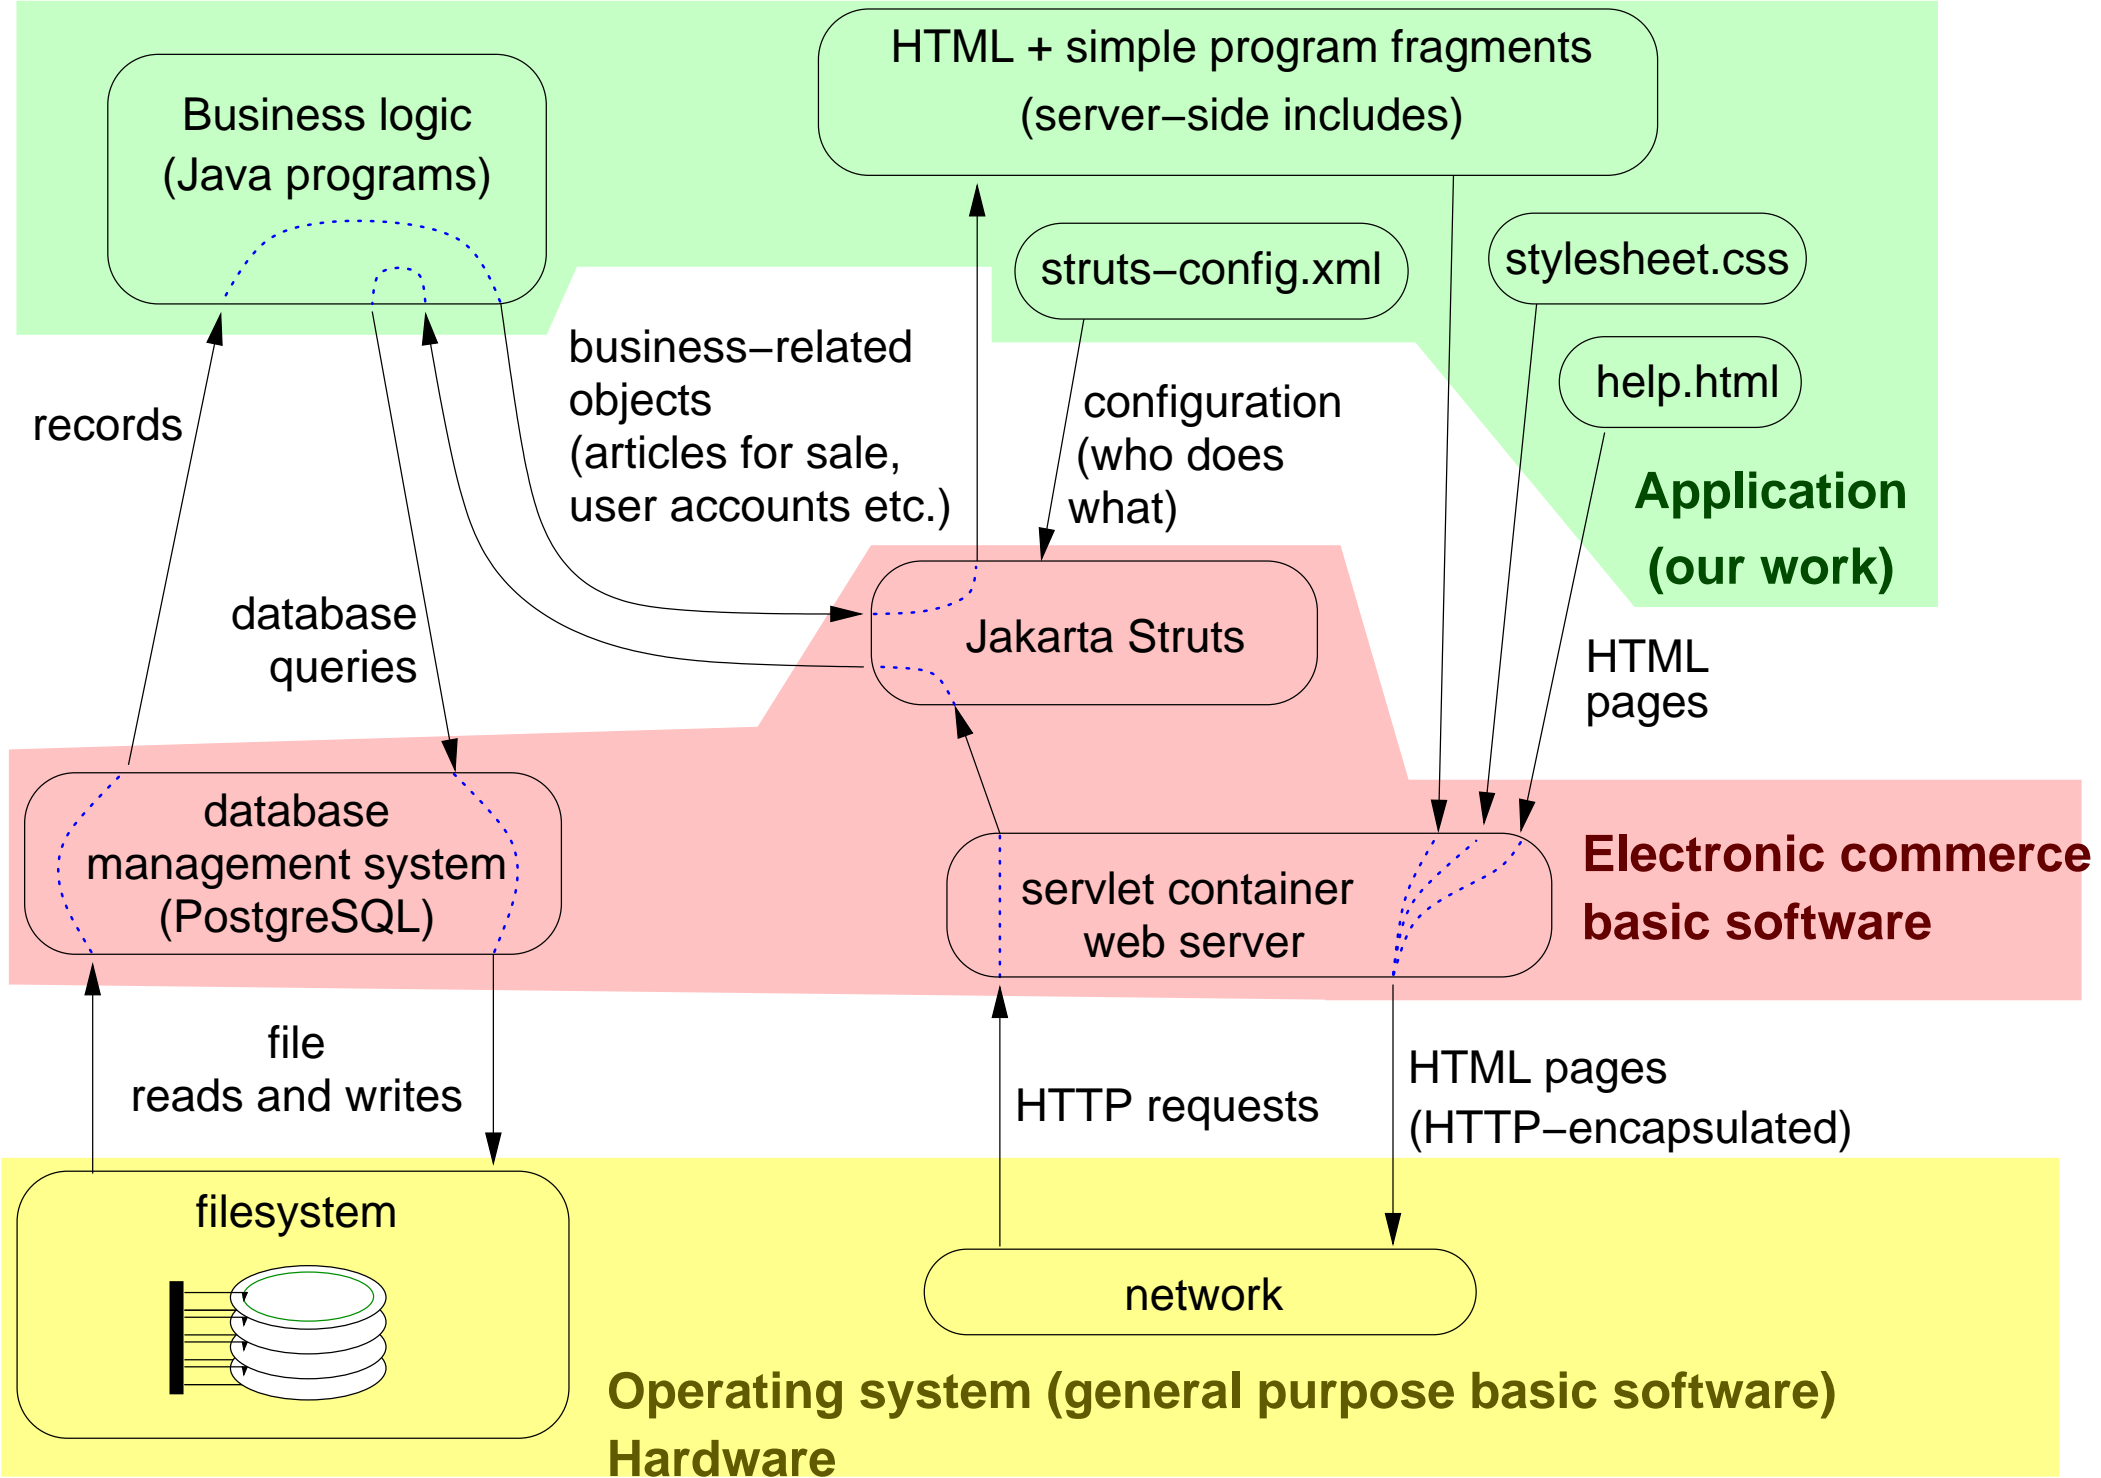 HTML + simple program fragments
(server−side includes)
Business logic
(Java programs)
struts−config.xml
stylesheet.css
help.html
business−related
objects
(articles for sale,
user accounts etc.)
configuration
(who does
what)
records
Application
(our work)
database
queries
Jakarta Struts
HTML
pages
database
management system
(PostgreSQL)
servlet container
web server
Electronic commerce
basic software
file
reads and writes
HTTP requests
HTML pages
(HTTP−encapsulated)
filesystem
network
Operating system (general purpose basic software)
Hardware